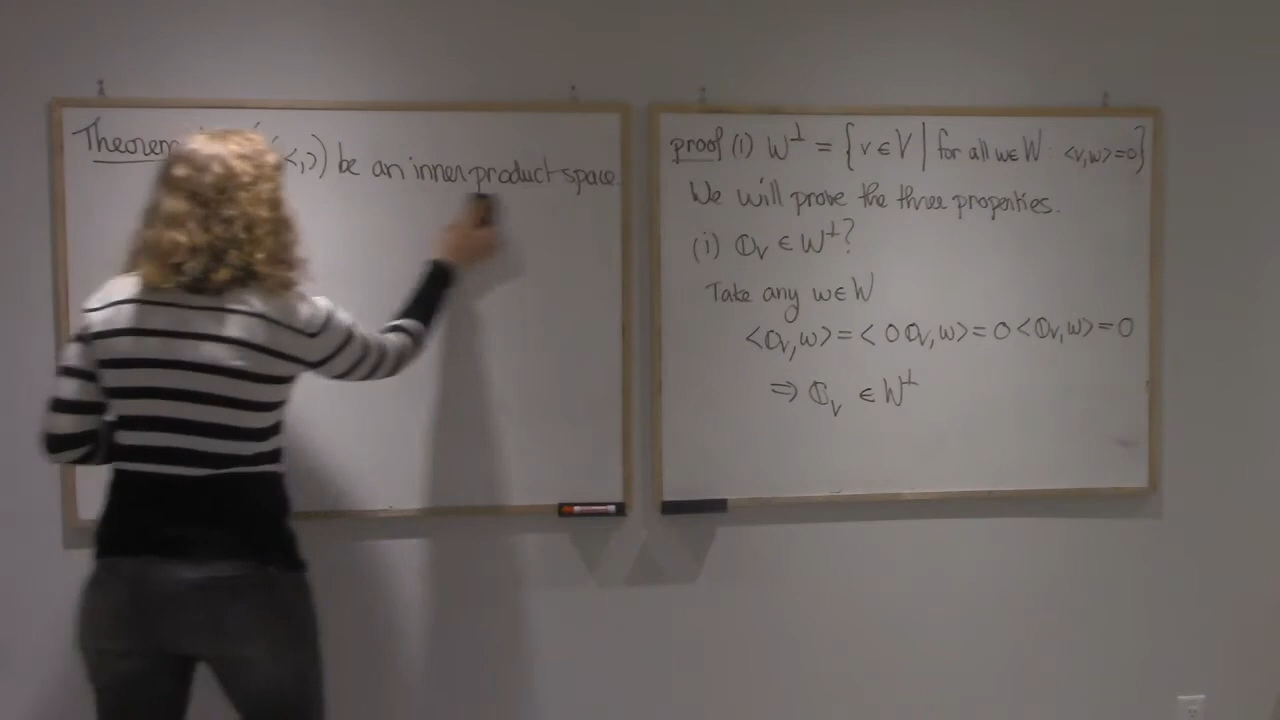 Theorem (<,>) be an inner product space.
proof (1) W⊥ = {v ∈ V | for all w ∈ W : <v,w> = 0}
We will prove the three properties.
(i) 𝟘ᵥ ∈ W⊥?
Take any w ∈ W
<𝟘ᵥ,w> = <0 𝟘ᵥ,w> = 0 <𝟘ᵥ,w> = 0
⇒ 𝟘ᵥ ∈ W⊥